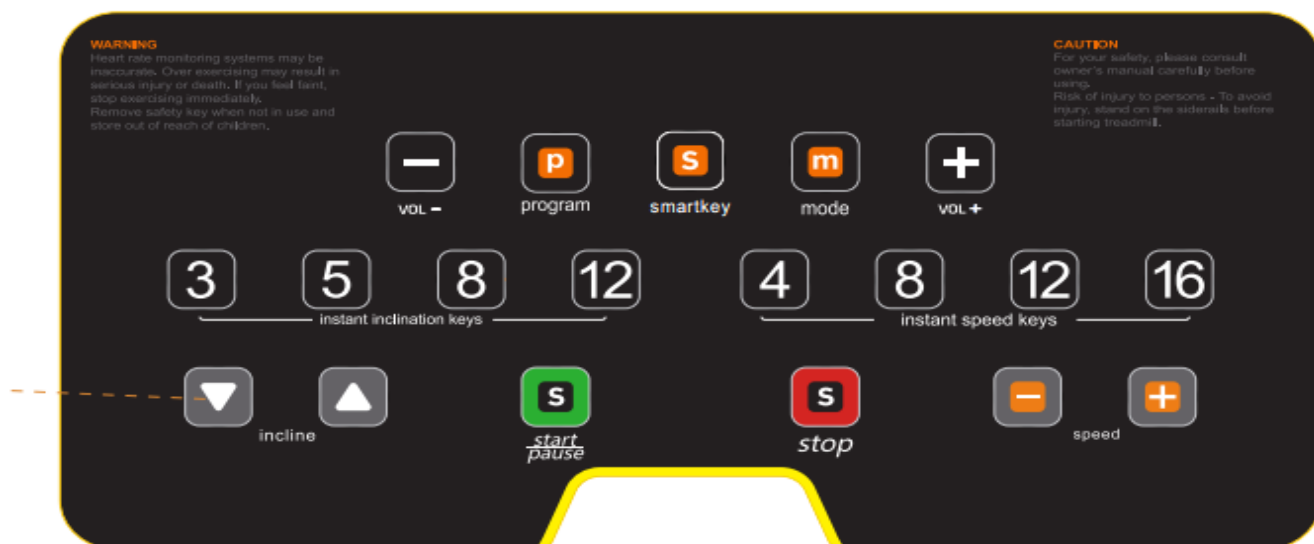 WARNING
Heart rate monitoring systems may be
inaccurate. Over exercising may result in
serious injury or death. If you feel faint,
stop exercising immediately.
Remove safety key when not in use and
store out of reach of children.
CAUTION
For your safety, please consult
owner's manual carefully before
using.
Risk of injury to persons - To avoid
injury, stand on the siderails before
starting treadmill.
− p S m +
VOL − program smartkey mode VOL +
3 5 8 12 4 8 12 16
instant inclination keys instant speed keys
S S − +
incline start stop speed
pause